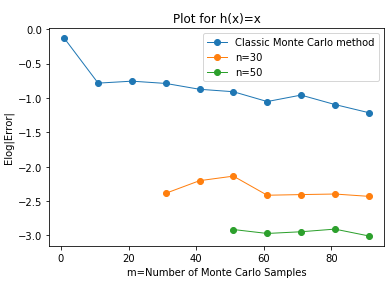 Plot for h(x)=x
Classic Monte Carlo method
n=30
n=50
Elog|Error|
0.0
−0.5
−1.0
−1.5
−2.0
−2.5
−3.0
0
20
40
60
80
m=Number of Monte Carlo Samples